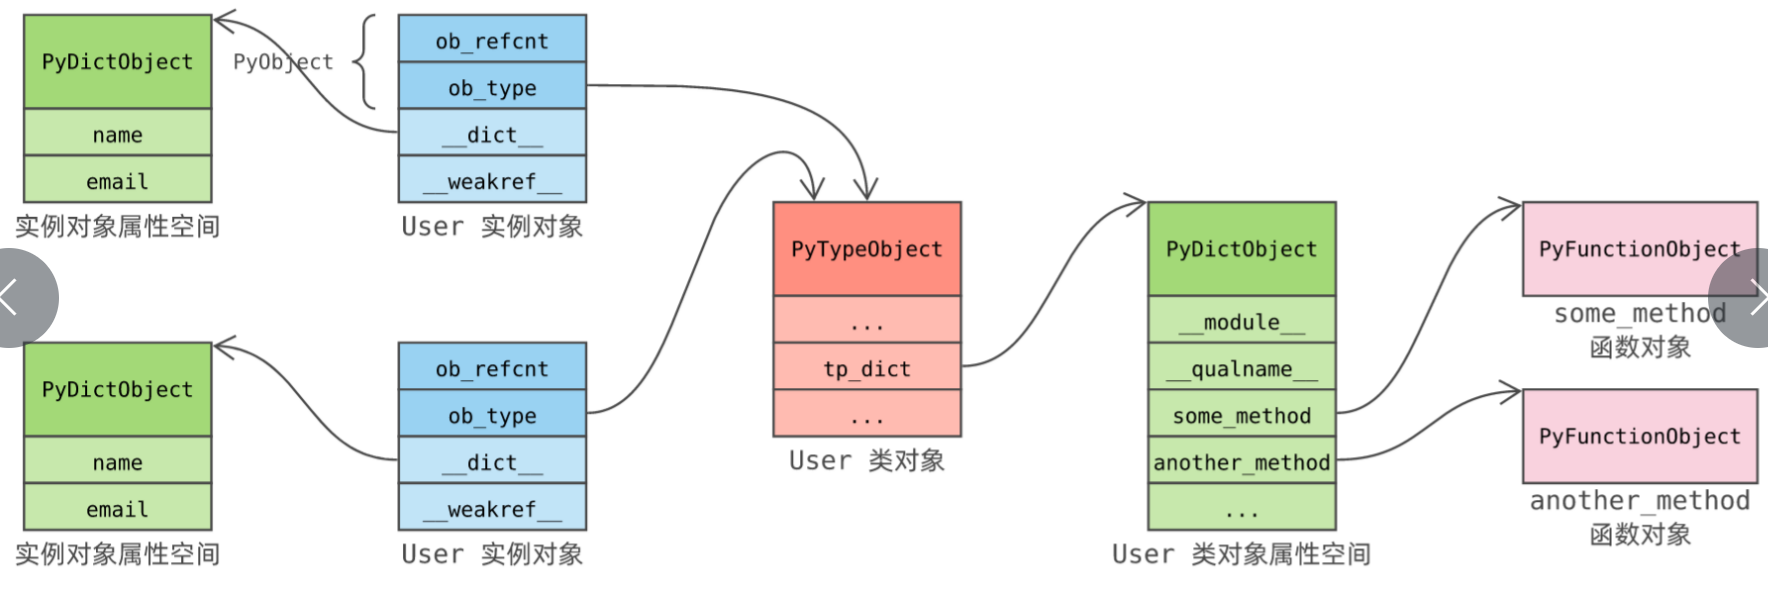 PyDictObject
name
email
实例对象属性空间
PyObject
ob_refcnt
ob_type
__dict__
__weakref__
User 实例对象
PyDictObject
name
email
实例对象属性空间
ob_refcnt
ob_type
__dict__
__weakref__
User 实例对象
PyTypeObject
...
tp_dict
...
User 类对象
PyDictObject
__module__
__qualname__
some_method
another_method
...
User 类对象属性空间
PyFunctionObject
some_method
函数对象
PyFunctionObject
another_method
函数对象